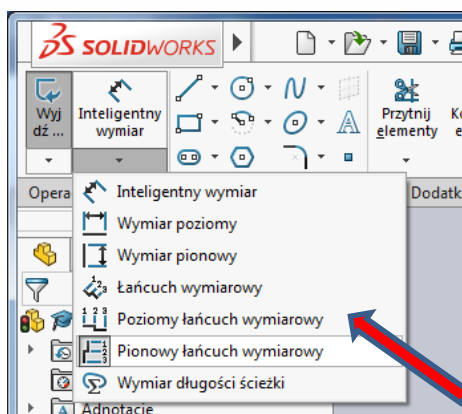 SOLIDWORKS
Wyj
dź ...
Inteligentny
wymiar
Przytnij
elementy
K
e
Opera
Dodatk
Inteligentny wymiar
Wymiar poziomy
Wymiar pionowy
Łańcuch wymiarowy
Poziomy łańcuch wymiarowy
Pionowy łańcuch wymiarowy
Wymiar długości ścieżki
Adnotacje